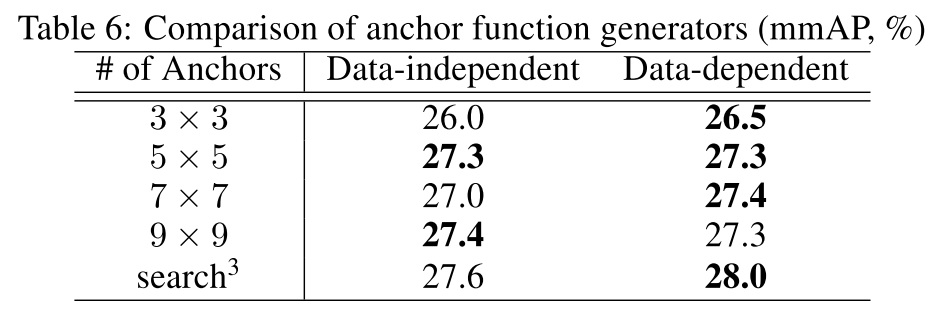 Table 6: Comparison of anchor function generators (mmAP, %)
# of Anchors Data-independent Data-dependent
3 × 3 26.0 26.5
5 × 5 27.3 27.3
7 × 7 27.0 27.4
9 × 9 27.4 27.3
search³ 27.6 28.0